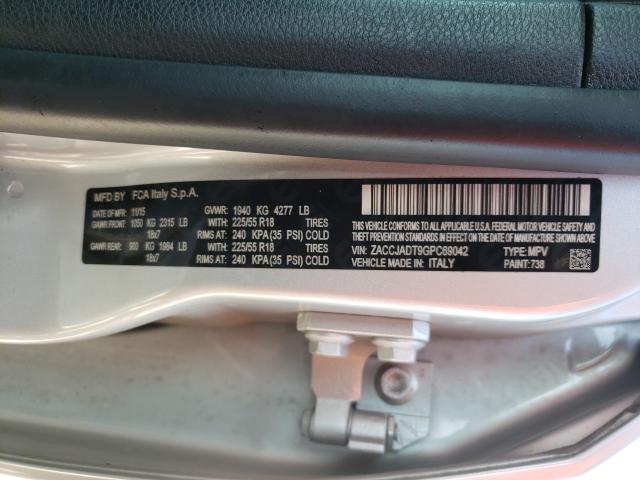 MFD BY FCA Italy S.p.A.
DATE OF MFR: 11/15 GVWR: 1940 KG 4277 LB
GAWR FRONT: 1050 KG 2315 LB WITH: 225/55 R18 TIRES
18x7 RIMS AT: 240 KPA (35 PSI) COLD
GAWR REAR: 900 KG 1984 LB WITH: 225/55 R18 TIRES
18x7 RIMS AT: 240 KPA (35 PSI) COLD
THIS VEHICLE CONFORMS TO ALL APPLICABLE U.S.A. FEDERAL MOTOR VEHICLE SAFETY AND THEFT PREVENTION STANDARDS IN EFFECT ON THE DATE OF MANUFACTURE SHOWN ABOVE.
VIN: ZACCJADT9GPC69042 TYPE: MPV
VEHICLE MADE IN: ITALY PAINT: 738